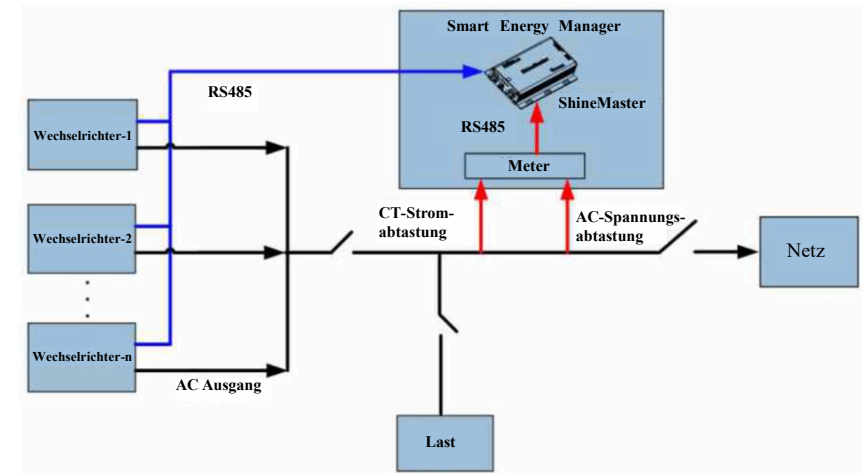 Smart Energy Manager
RS485
ShineMaster
RS485
Wechselrichter-1
Meter
CT-Strom-
abtastung
AC-Spannungs-
abtastung
Wechselrichter-2
Netz
Wechselrichter-n
AC Ausgang
Last